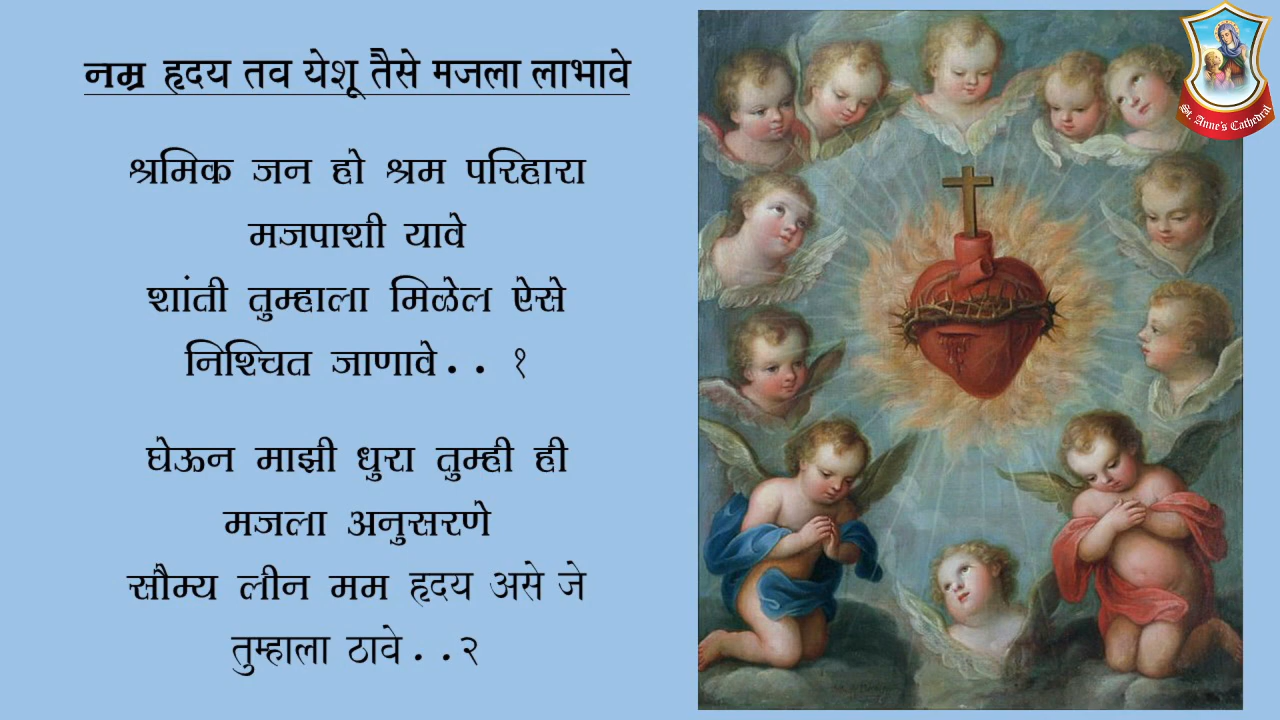 नम्र हृदय तव येशू तैसे मजला लाभावे
श्रमिक जन हो श्रम परिहारा
मजपाशी यावे
शांती तुम्हाला मिळेल ऐसे
निश्चित जाणावे.. १
घेऊन माझी धुरा तुम्ही ही
मजला अनुसरणे
सौम्य लीन मम हृदय असे जे
तुम्हाला ठावे..२
St. Anne's Cathedral